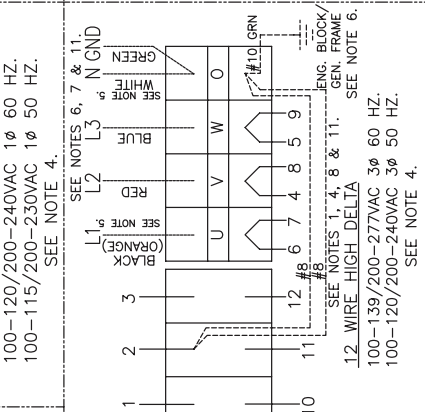 100-120/200-240VAC 1ø 60 HZ.
100-115/200-230VAC 1ø 50 HZ.
SEE NOTE 4.
SEE NOTES 6, 7 & 11.
L1
L2
L3
N GND
BLACK
(ORANGE)
SEE NOTE 5.
RED
BLUE
WHITE
SEE NOTE 5.
GREEN
1
2
3
U
V
W
O
10
11
12
6
7
4
8
5
9
#10 GRN
#8
#8
ENG. BLOCK/
GEN. FRAME
SEE NOTE 6.
SEE NOTES 1, 4, 8 & 11.
12 WIRE HIGH DELTA
100-139/200-277VAC 3ø 60 HZ.
100-120/200-240VAC 3ø 50 HZ.
SEE NOTE 4.